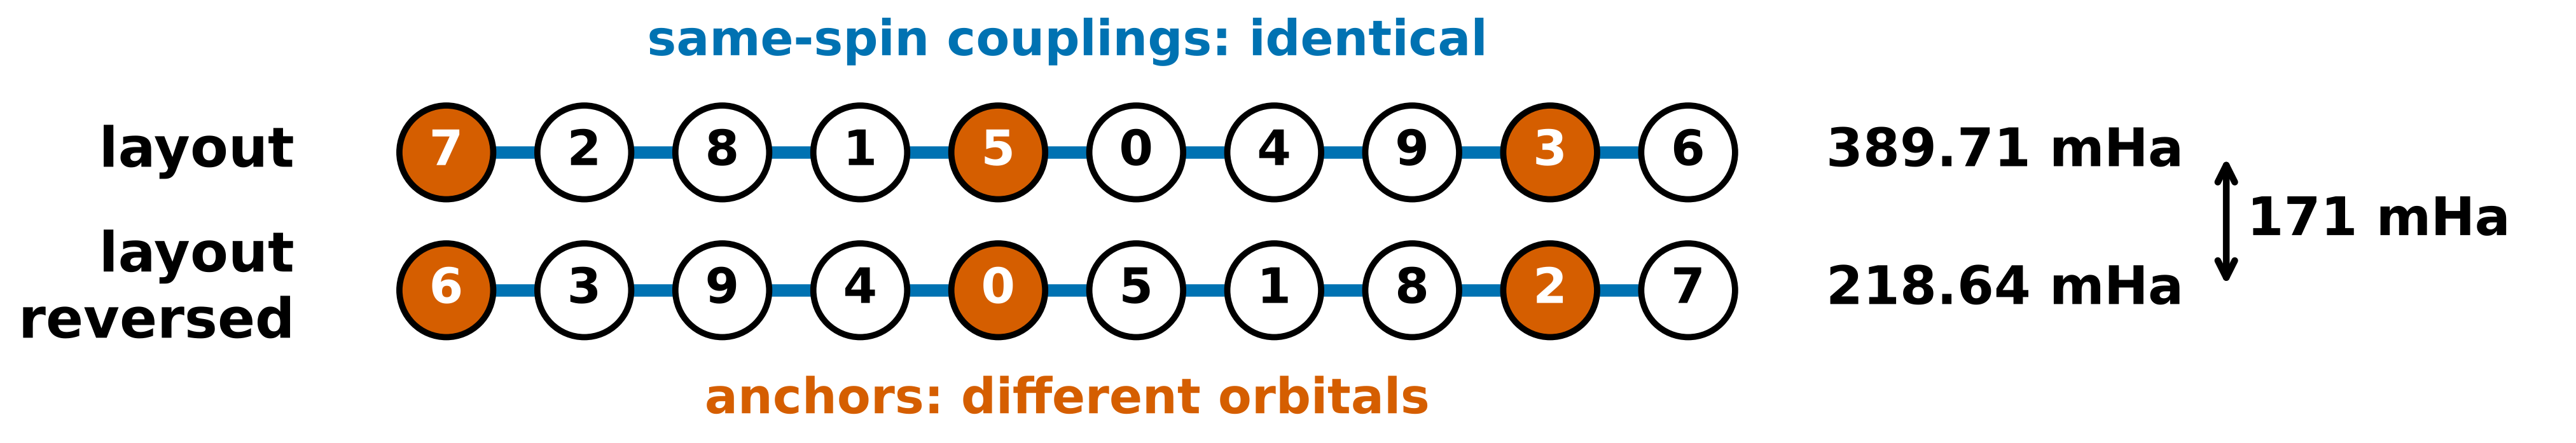 same-spin couplings: identical
layout 7 2 8 1 5 0 4 9 3 6 389.71 mHa
171 mHa
layout
reversed
6 3 9 4 0 5 1 8 2 7 218.64 mHa
anchors: different orbitals